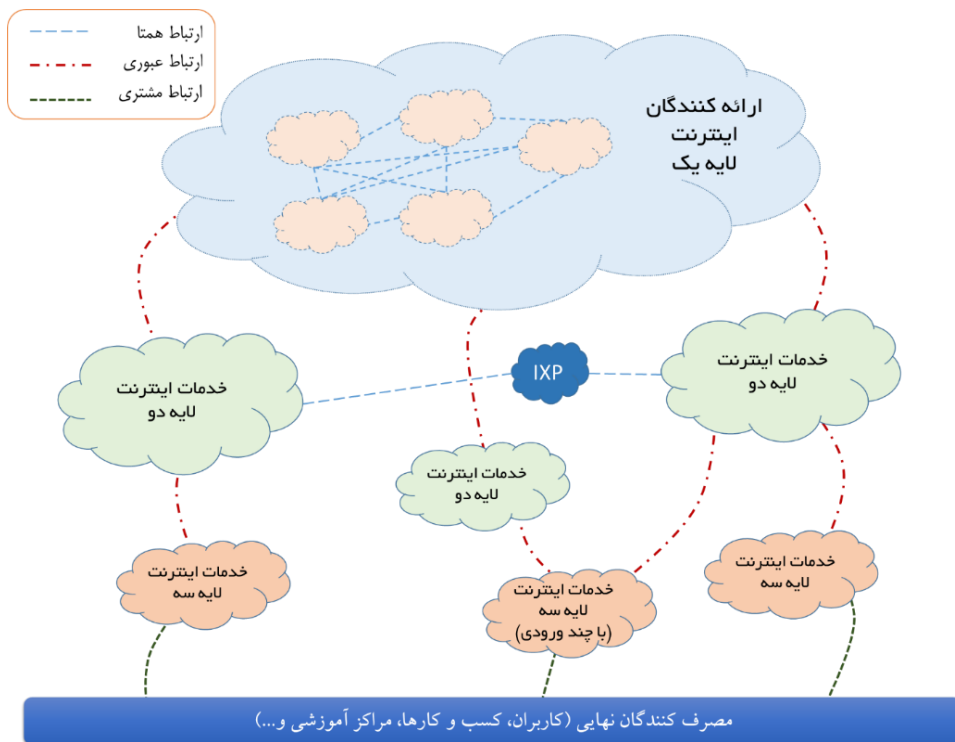 ارتباط همتا
ارتباط عبوری
ارتباط مشتری
ارائه کنندگان
اینترنت
لایه یک
IXP
خدمات اینترنت
لایه دو
خدمات اینترنت
لایه دو
خدمات اینترنت
لایه دو
خدمات اینترنت
لایه سه
خدمات اینترنت
لایه سه
(با چند ورودی)
خدمات اینترنت
لایه سه
مصرف کنندگان نهایی (کاربران، کسب و کارها، مراکز آموزشی و...)